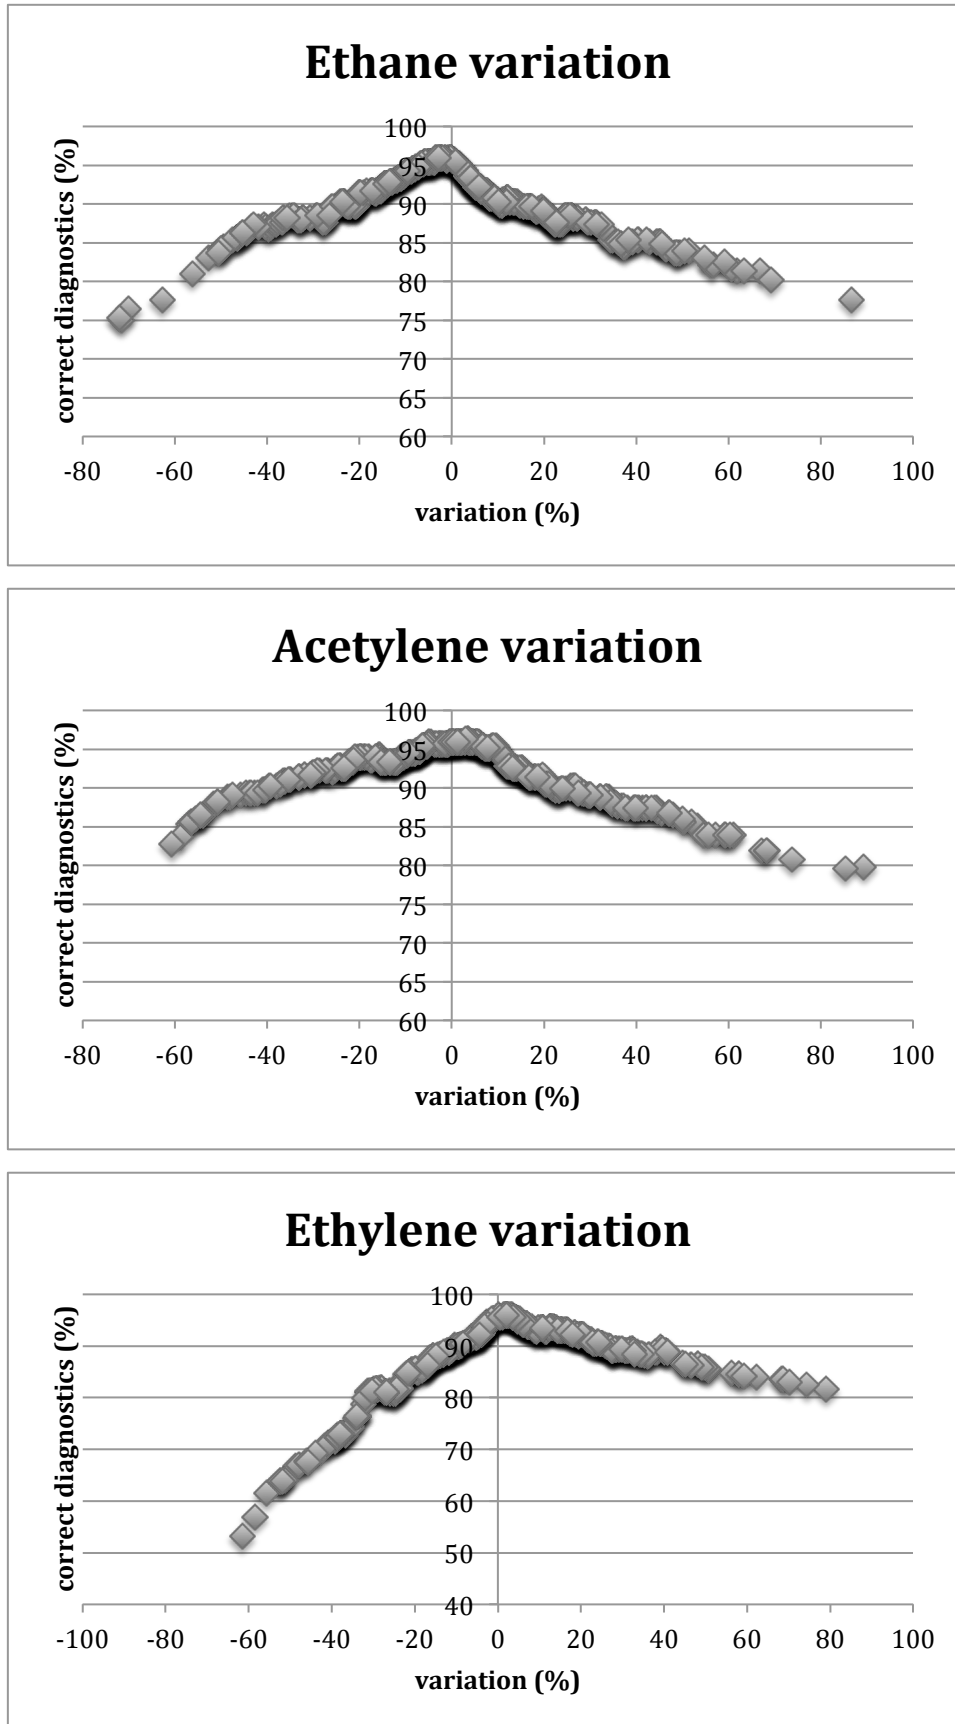 Ethane variation
correct diagnostics (%)
100
95
90
85
80
75
70
65
60
-80 -60 -40 -20 0 20 40 60 80 100
variation (%)
Acetylene variation
correct diagnostics (%)
100
95
90
85
80
75
70
65
60
-80 -60 -40 -20 0 20 40 60 80 100
variation (%)
Ethylene variation
correct diagnostics (%)
100
90
80
70
60
50
40
-100 -80 -60 -40 -20 0 20 40 60 80 100
variation (%)